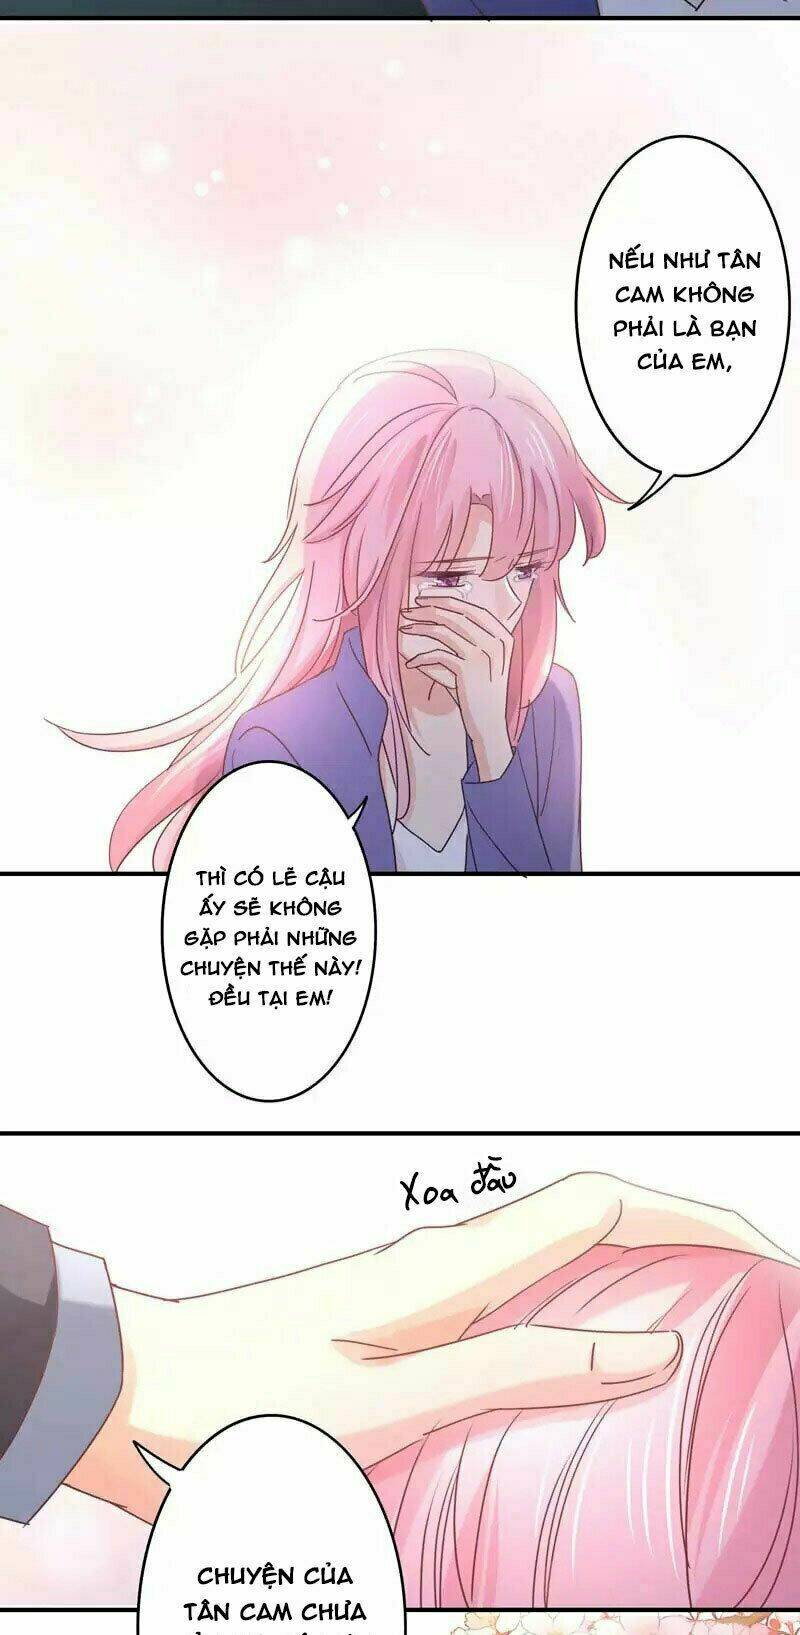 NẾU NHƯ TÂN
CAM KHÔNG
PHẢI LÀ BẠN
CỦA EM,
THÌ CÓ LẼ CẬU
ẤY SẼ KHÔNG
GẶP PHẢI NHỮNG
CHUYỆN THẾ NÀY!
ĐỀU TẠI EM!
Xoa đầu
CHUYỆN CỦA
TÂN CAM CHƯA